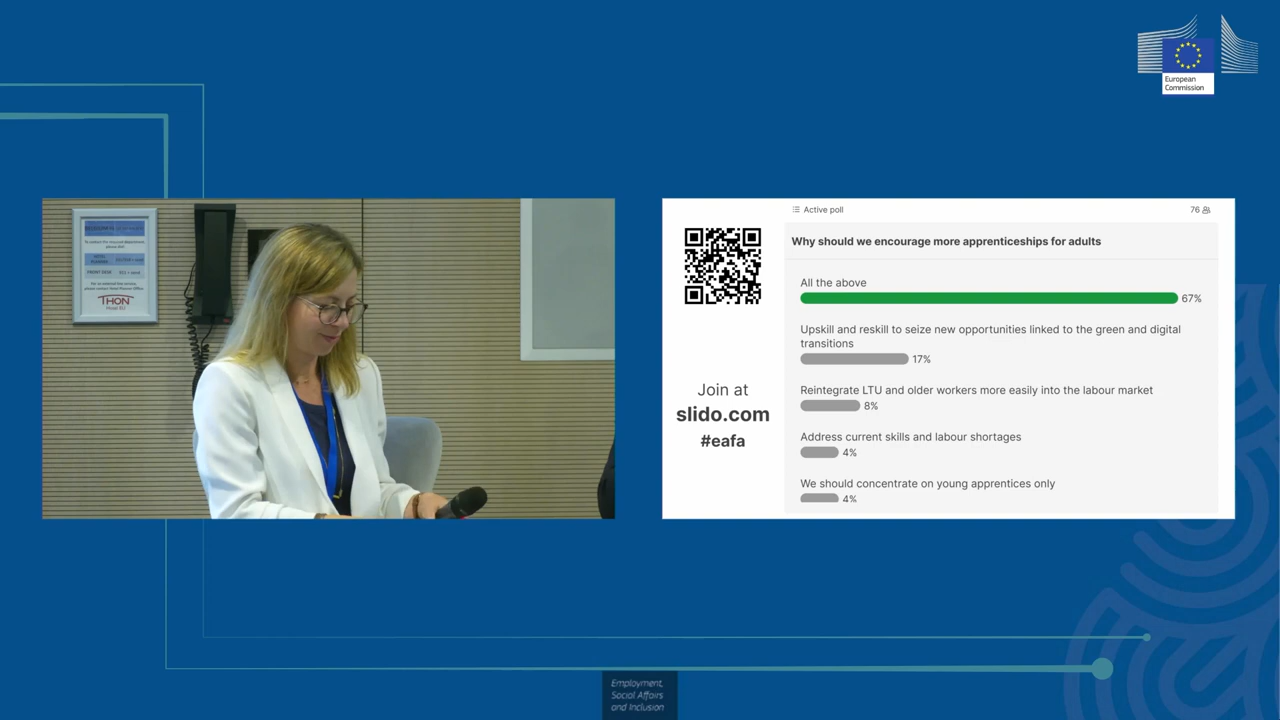 European
Commission
THON
Hotel EU
Active poll
76
Why should we encourage more apprenticeships for adults
All the above
67%
Upskill and reskill to seize new opportunities linked to the green and digital
transitions
17%
Reintegrate LTU and older workers more easily into the labour market
8%
Address current skills and labour shortages
4%
We should concentrate on young apprentices only
4%
Join at
slido.com
#eafa
Employment,
Social Affairs
and Inclusion